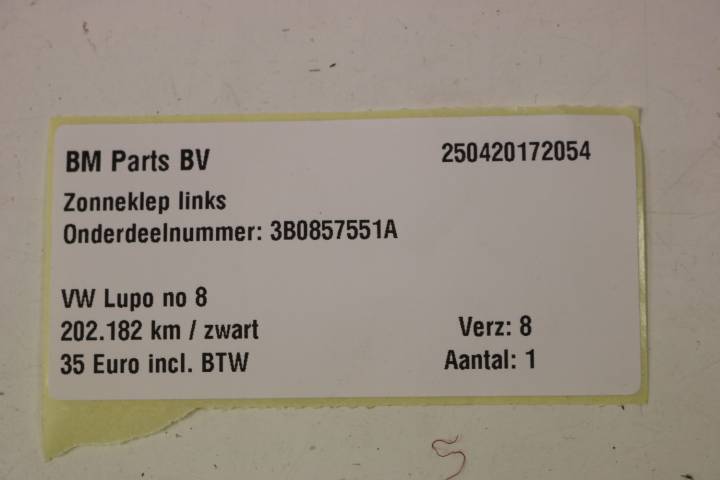 BM Parts BV 250420172054
Zonneklep links
Onderdeelnummer: 3B0857551A
VW Lupo no 8
202.182 km / zwart Verz: 8
35 Euro incl. BTW Aantal: 1